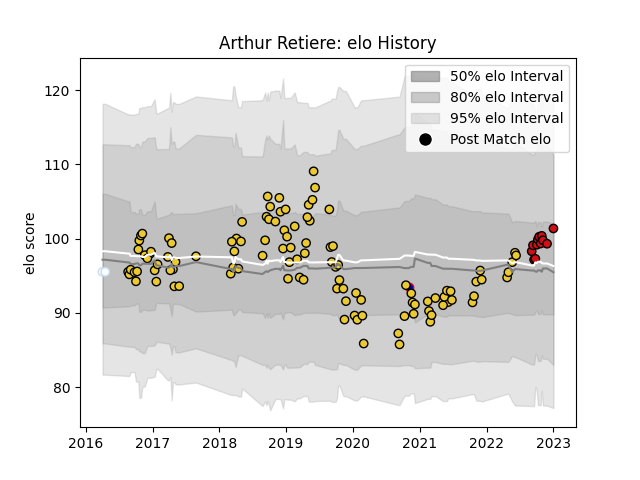 Arthur Retiere: elo History
50% elo Interval
80% elo Interval
95% elo Interval
Post Match elo
elo score
120
110
100
90
80
2016 2017 2018 2019 2020 2021 2022 2023